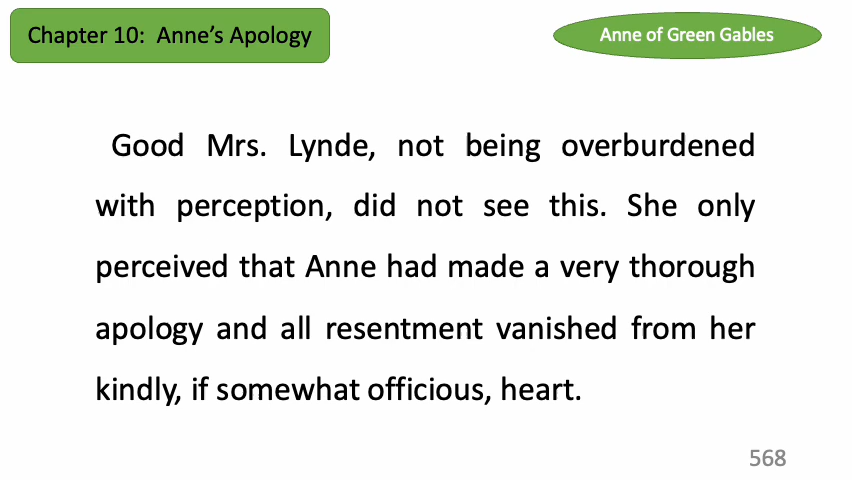 Chapter 10: Anne's Apology
Anne of Green Gables
Good Mrs. Lynde, not being overburdened
with perception, did not see this. She only
perceived that Anne had made a very thorough
apology and all resentment vanished from her
kindly, if somewhat officious, heart.
568